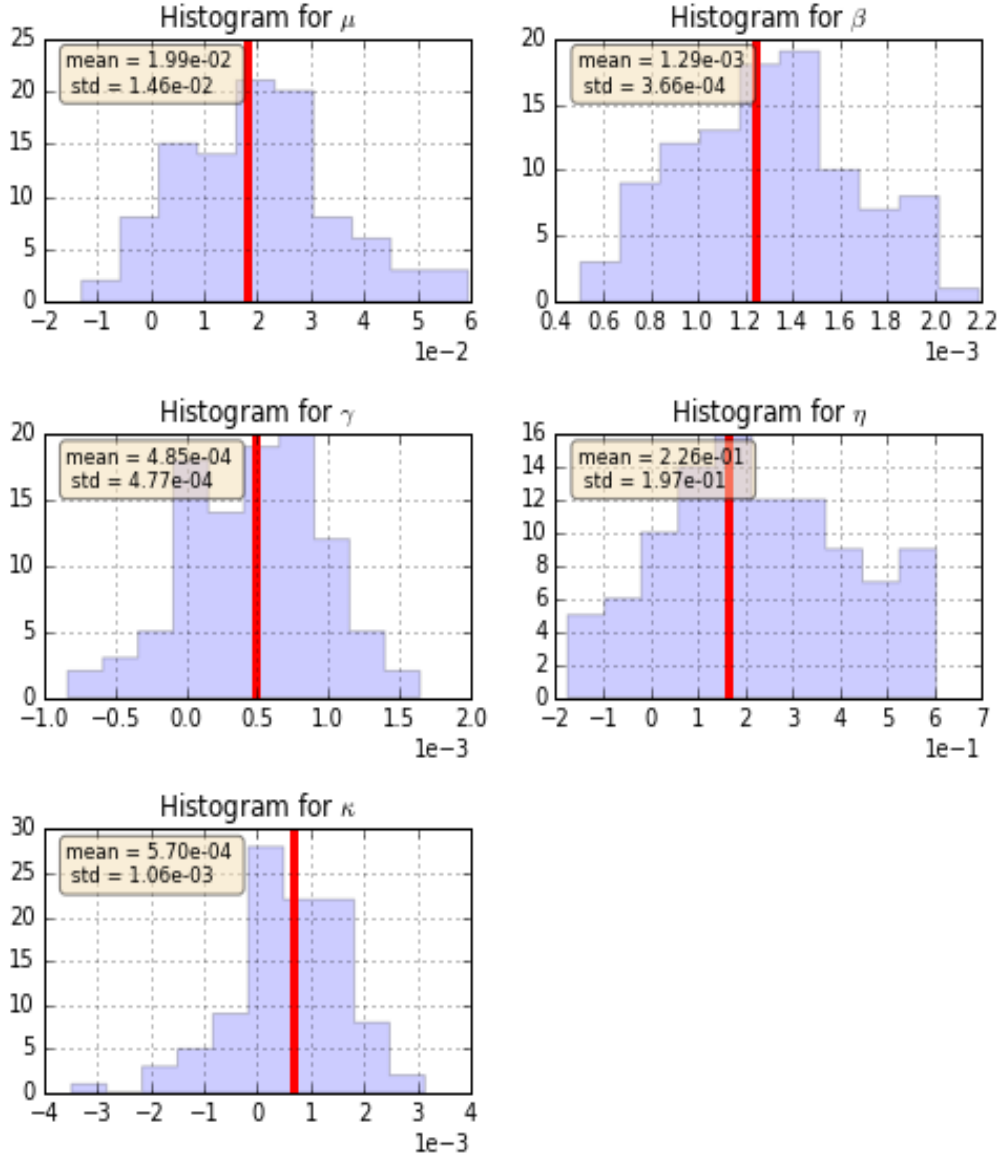 Histogram for μ
mean = 1.99e-02
std = 1.46e-02
25
20
15
10
5
0
−2 −1 0 1 2 3 4 5 6
1e−2
Histogram for β
mean = 1.29e-03
std = 3.66e-04
20
15
10
5
0
0.4 0.6 0.8 1.0 1.2 1.4 1.6 1.8 2.0 2.2
1e−3
Histogram for γ
mean = 4.85e-04
std = 4.77e-04
20
15
10
5
0
−1.0 −0.5 0.0 0.5 1.0 1.5 2.0
1e−3
Histogram for η
mean = 2.26e-01
std = 1.97e-01
16
14
12
10
8
6
4
2
0
−2 −1 0 1 2 3 4 5 6 7
1e−1
Histogram for κ
mean = 5.70e-04
std = 1.06e-03
30
25
20
15
10
5
0
−4 −3 −2 −1 0 1 2 3 4
1e−3